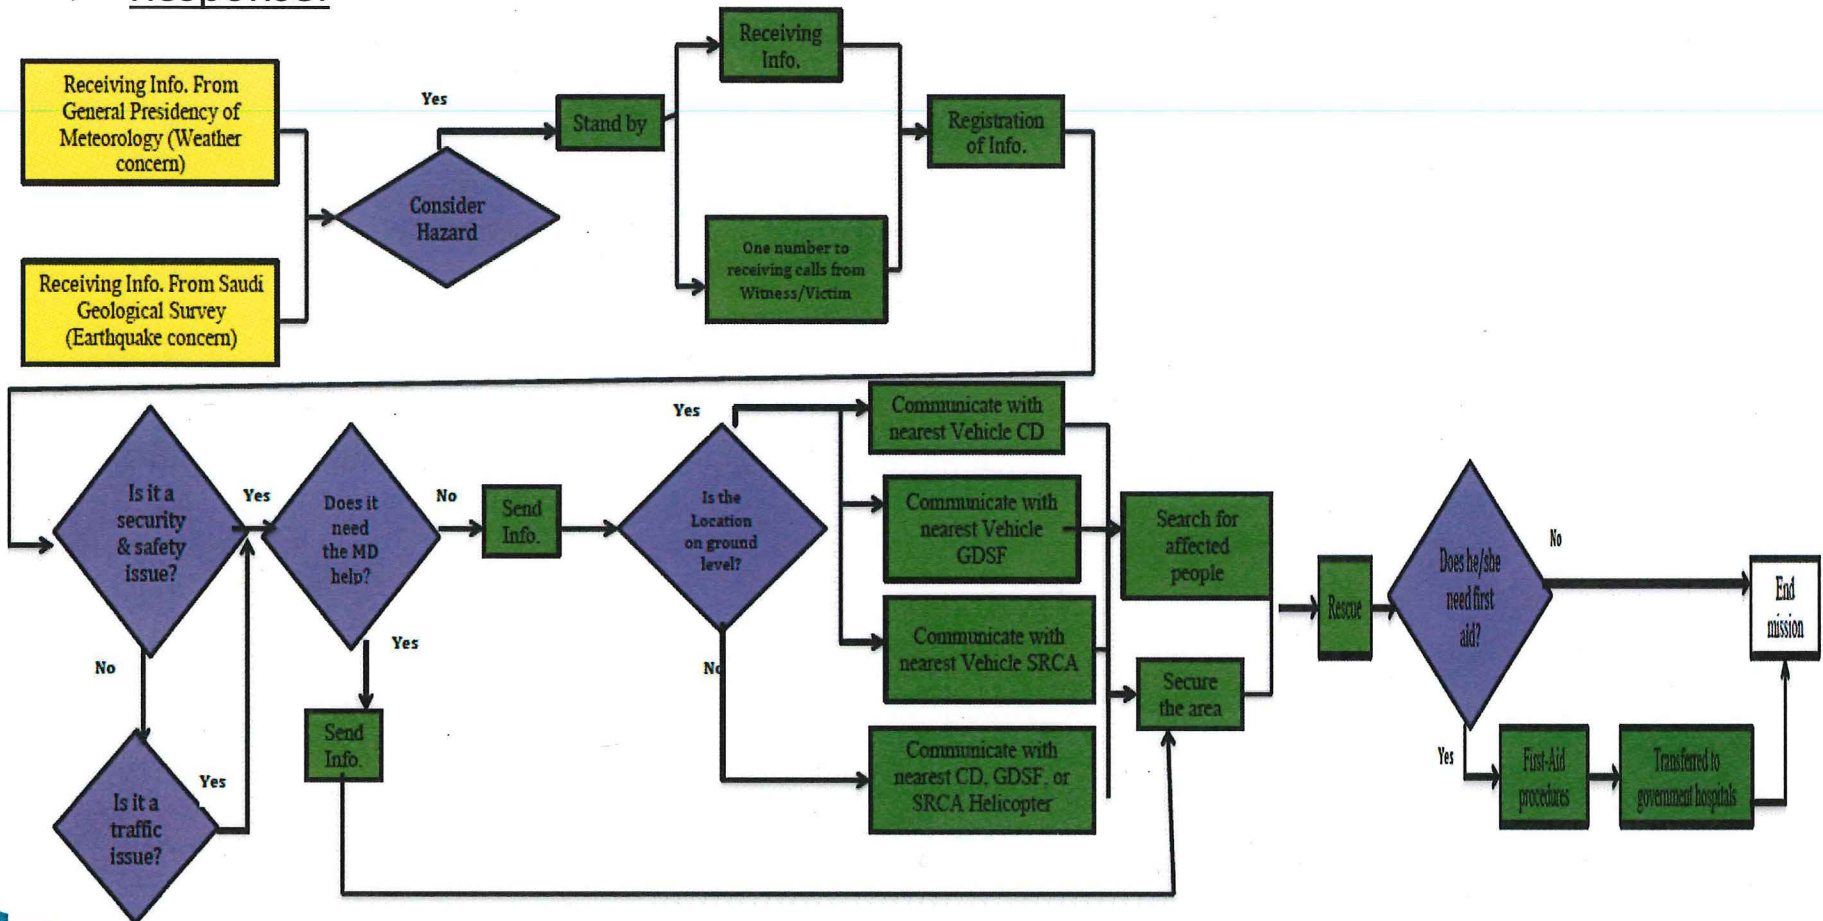 Response:
Receiving Info. From
General Presidency of
Meteorology (Weather
concern)
Receiving Info. From Saudi
Geological Survey
(Earthquake concern)
Consider
Hazard
Yes
Stand by
Receiving
Info.
One number to
receiving calls from
Witness/Victim
Registration
of Info.
Is it a
security
& safety
issue?
Yes
No
Is it a
traffic
issue?
Yes
Does it
need
the MD
help?
No
Yes
Send
Info.
Send
Info.
Is the
Location
on ground
level?
Yes
No
Communicate with
nearest Vehicle CD
Communicate with
nearest Vehicle
GDSF
Communicate with
nearest Vehicle SRCA
Communicate with
nearest CD, GDSF, or
SRCA Helicopter
Search for
affected
people
Secure
the area
Rescue
Does he/she
need first
aid?
No
Yes
First-Aid
procedures
Transferred to
government hospitals
End
mission